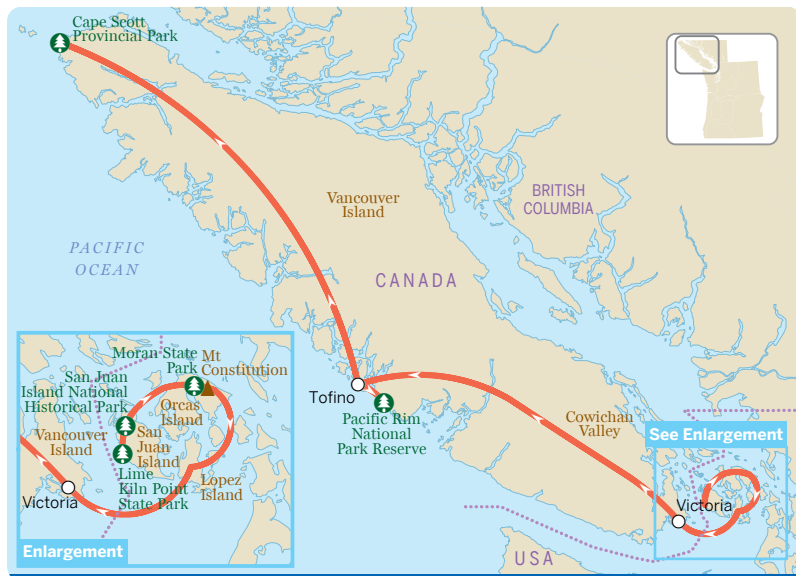 Cape Scott
Provincial Park
Vancouver
Island
BRITISH
COLUMBIA
PACIFIC
OCEAN
CANADA
Moran State
Park
Mt
Constitution
San Juan
Island National
Historical Park
Orcas
Island
Vancouver
Island
San
Juan
Island
Lime
Kiln Point
State Park
Lopez
Island
Victoria
Enlargement
Tofino
Pacific Rim
National
Park Reserve
Cowichan
Valley
See Enlargement
Victoria
USA